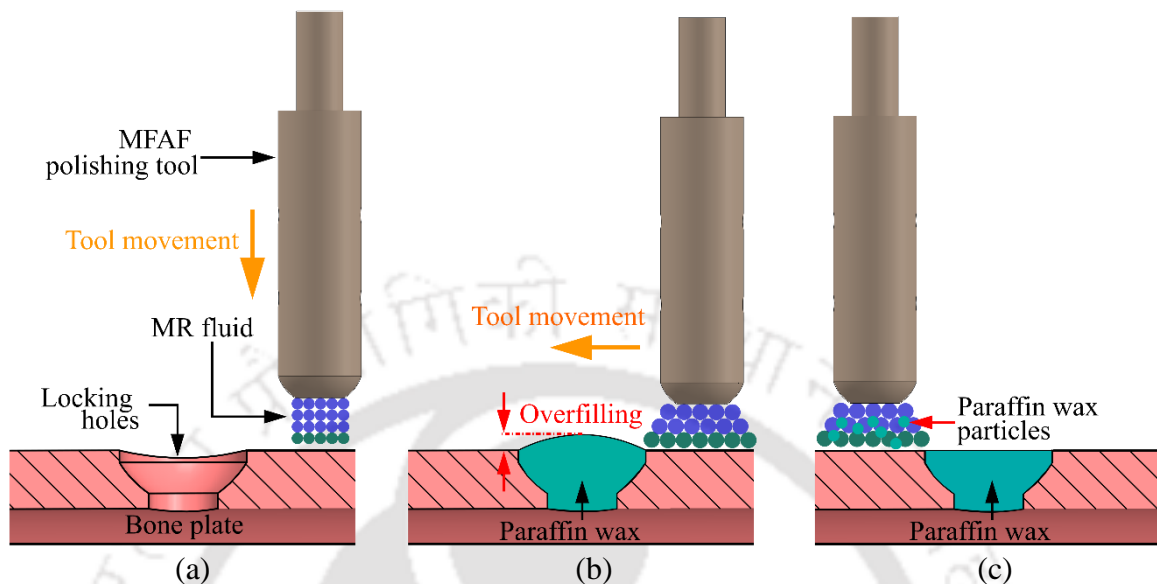 MFAF
polishing tool
Tool movement
MR fluid
Locking
holes
Bone plate
(a)
Tool movement
Overfilling
Paraffin wax
(b)
Paraffin wax
particles
Paraffin wax
(c)